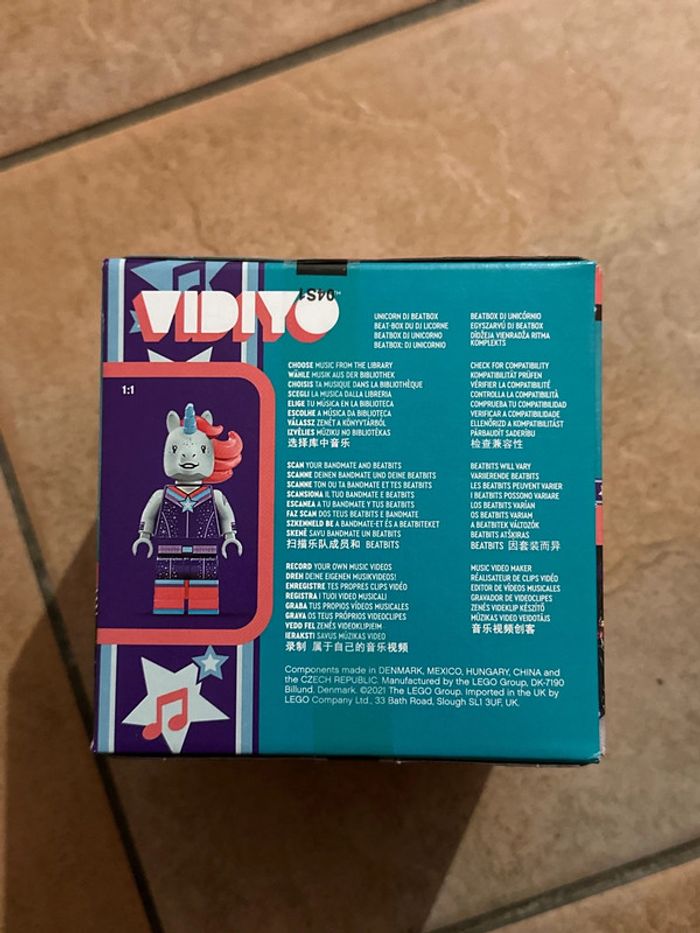 VIDIYO™
04S1
1:1
UNICORN DJ BEATBOX
BEAT-BOX DU DJ LICORNE
BEATBOX DJ UNICORNO
BEATBOX: DJ UNICORNIO
BEATBOX DJ UNICÓRNIO
EGYSZARVÚ DJ BEATBOX
DĪDŽEJA VIENRADŽA RITMA
KOMPLEKTS
CHOOSE MUSIC FROM THE LIBRARY
WÄHLE MUSIK AUS DER BIBLIOTHEK
CHOISIS TA MUSIQUE DANS LA BIBLIOTHÈQUE
SCEGLI LA MUSICA DALLA LIBRERIA
ELIGE TU MÚSICA EN LA BIBLIOTECA
ESCOLHE A MÚSICA DA BIBLIOTECA
VÁLASSZ ZENÉT A KÖNYVTÁRBÓL
IZVĒLIES MŪZIKU NO BIBLIOTĒKAS
选择库中音乐
CHECK FOR COMPATIBILITY
KOMPATIBILITÄT PRÜFEN
VÉRIFIER LA COMPATIBILITÉ
CONTROLLA LA COMPATIBILITÀ
COMPRUEBA TU COMPATIBILIDAD
VERIFICAR A COMPATIBILIDADE
ELLENŐRIZD A KOMPATIBILITÁST
PĀRBAUDĪT SADERĪBU
检查兼容性
SCAN YOUR BANDMATE AND BEATBITS
SCANNE DEINEN BANDMATE UND DEINE BEATBITS
SCANNE TON OU TA BANDMATE ET TES BEATBITS
SCANSIONA IL TUO BANDMATE E BEATBITS
ESCANEA A TU BANDMATE Y TUS BEATBITS
FAZ SCAN DOS TEUS BEATBITS E BANDMATE
SZKENNELD BE A BANDMATE-ET ÉS A BEATBITEKET
SKENĒ SAVU BANDMATE UN BEATBITS
扫描乐队成员和 BEATBITS
BEATBITS WILL VARY
VARIIERENDE BEATBITS
LES BEATBITS PEUVENT VARIER
I BEATBITS POSSONO VARIARE
LOS BEATBITS VARÍAN
OS BEATBITS VARIAM
A BEATBITEK VÁLTOZÓK
BEATBITS ATŠĶIRAS
BEATBITS 因套装而异
RECORD YOUR OWN MUSIC VIDEOS
DREH DEINE EIGENEN MUSIKVIDEOS!
ENREGISTRE TES PROPRES CLIPS VIDÉO
REGISTRA I TUOI VIDEO MUSICALI
GRABA TUS PROPIOS VÍDEOS MUSICALES
GRAVA OS TEUS PRÓPRIOS VIDEOCLIPES
VEDD FEL ZENÉS VIDEOKLIPJEIM
IERAKSTI SAVUS MŪZIKAS VIDEO
录制 属于自己的音乐视频
MUSIC VIDEO MAKER
RÉALISATEUR DE CLIPS VIDÉO
EDITOR DE VÍDEOS MUSICALES
GRAVADOR DE VIDEOCLIPES
ZENÉS VIDEKLIP KÉSZÍTŐ
MŪZIKAS VIDEO VEIDOTĀJS
音乐视频创客
Components made in DENMARK, MEXICO, HUNGARY, CHINA and
the CZECH REPUBLIC. Manufactured by the LEGO Group, DK-7190
Billund, Denmark. ©2021 The LEGO Group. Imported in the UK by
LEGO Company Ltd., 33 Bath Road, Slough SL1 3UF, UK.